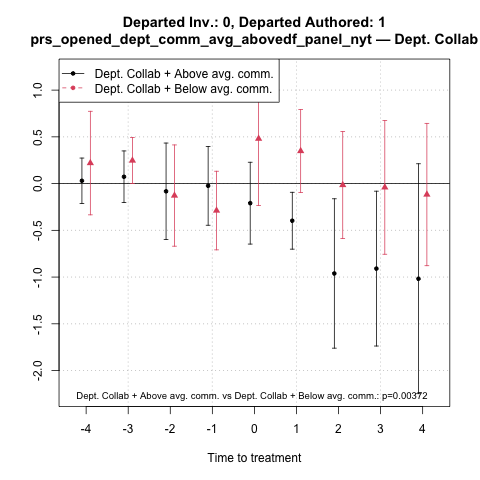 Departed Inv.: 0, Departed Authored: 1
prs_opened_dept_comm_avg_abovedf_panel_nyt — Dept. Collab
Dept. Collab + Above avg. comm.
Dept. Collab + Below avg. comm.
1.0
0.5
0.0
-0.5
-1.0
-1.5
-2.0
Dept. Collab + Above avg. comm. vs Dept. Collab + Below avg. comm.: p=0.00372
-4 -3 -2 -1 0 1 2 3 4
Time to treatment